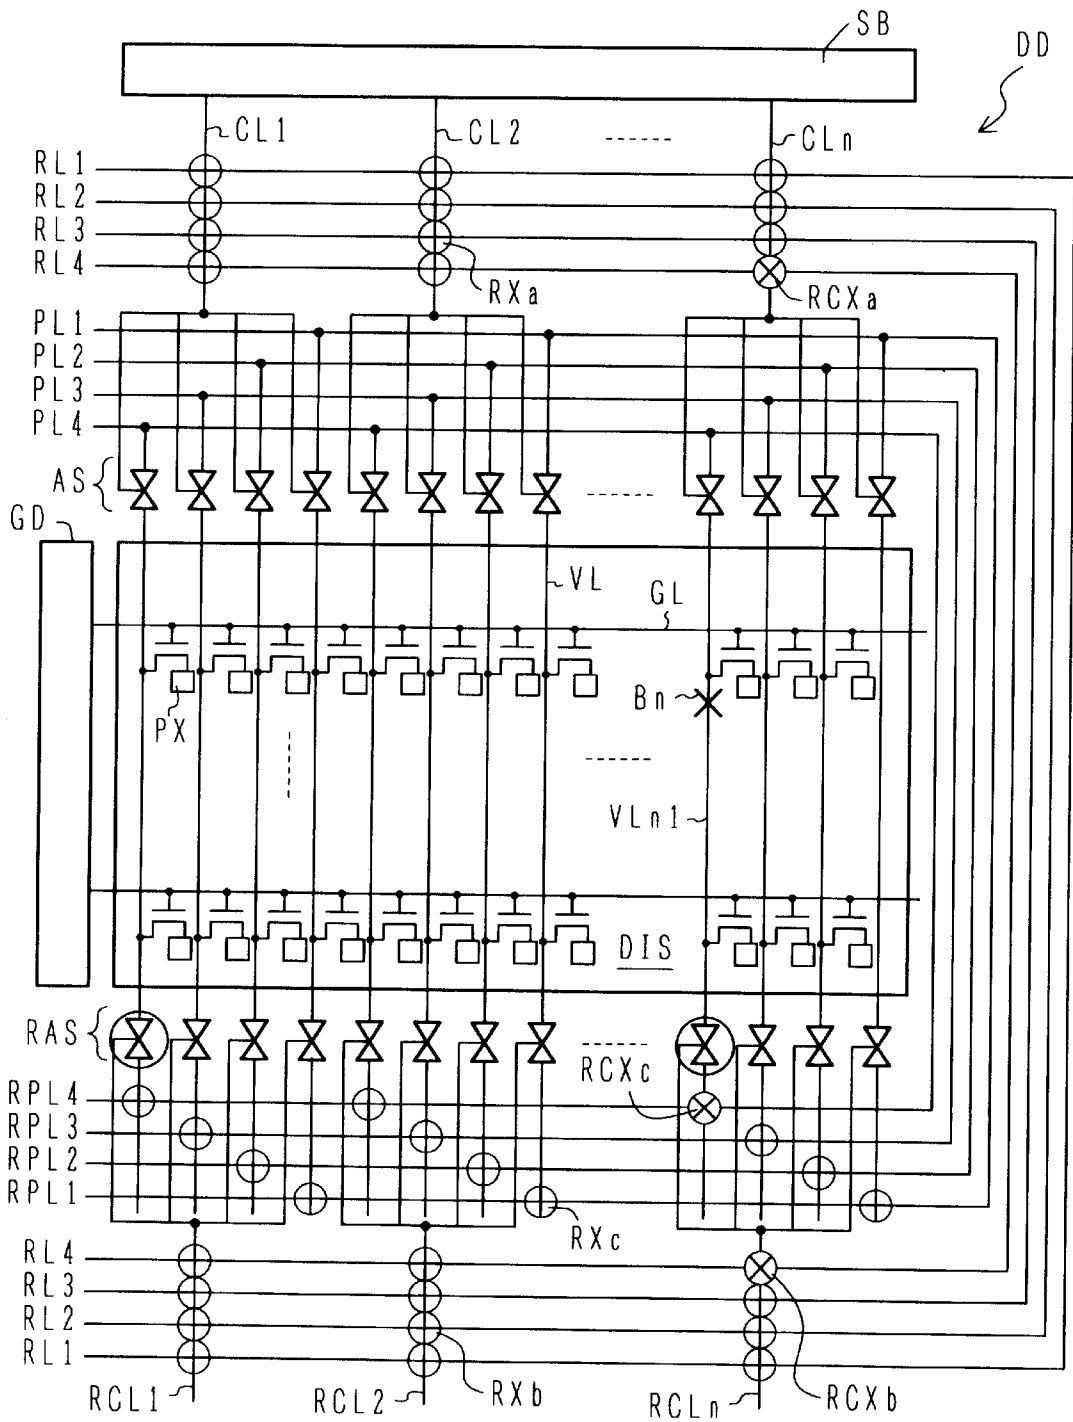 SB
DD
CL1
CL2
CLn
RL1
RL2
RL3
RL4
RXa
RCXa
PL1
PL2
PL3
PL4
AS
GD
VL
GL
PX
Bn
VLn1
DIS
RAS
RCXc
RPL4
RPL3
RPL2
RPL1
RXc
RL4
RL3
RL2
RL1
RCL1
RCL2
RXb
RCLn
RCXb